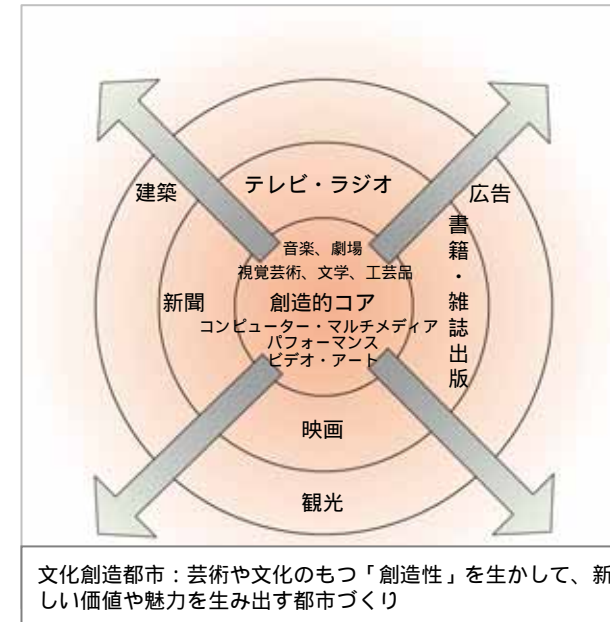 建築
テレビ・ラジオ
広告
音楽、劇場
視覚芸術、文学、工芸品
新聞
創造的コア
書籍・雑誌出版
コンピューター・マルチメディア
パフォーマンス
ビデオ・アート
映画
観光
文化創造都市：芸術や文化のもつ「創造性」を生かして、新
しい価値や魅力を生み出す都市づくり